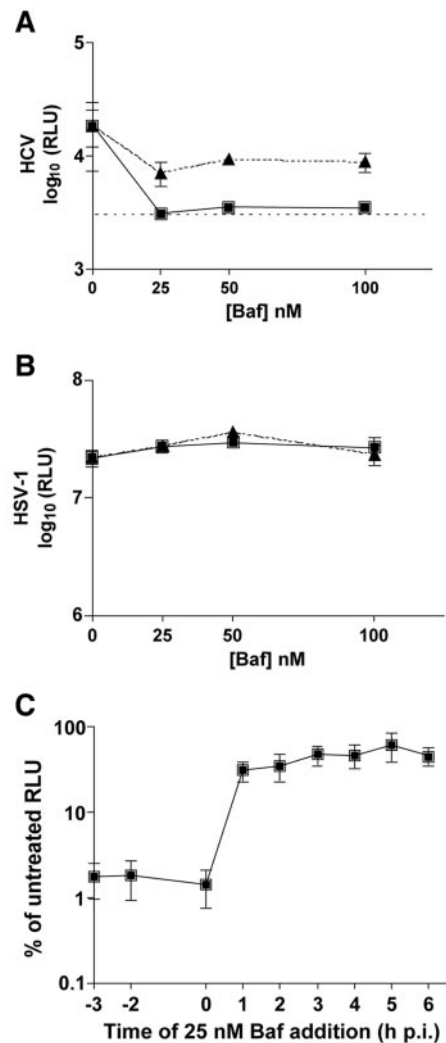 A
5
4
3
HCV
log10 (RLU)
0 25 50 100
[Baf] nM
B
8
7
6
HSV-1
log10 (RLU)
0 25 50 100
[Baf] nM
C
100
10
1
0.1
% of untreated RLU
-3 -2 0 1 2 3 4 5 6
Time of 25 nM Baf addition (h p.i.)